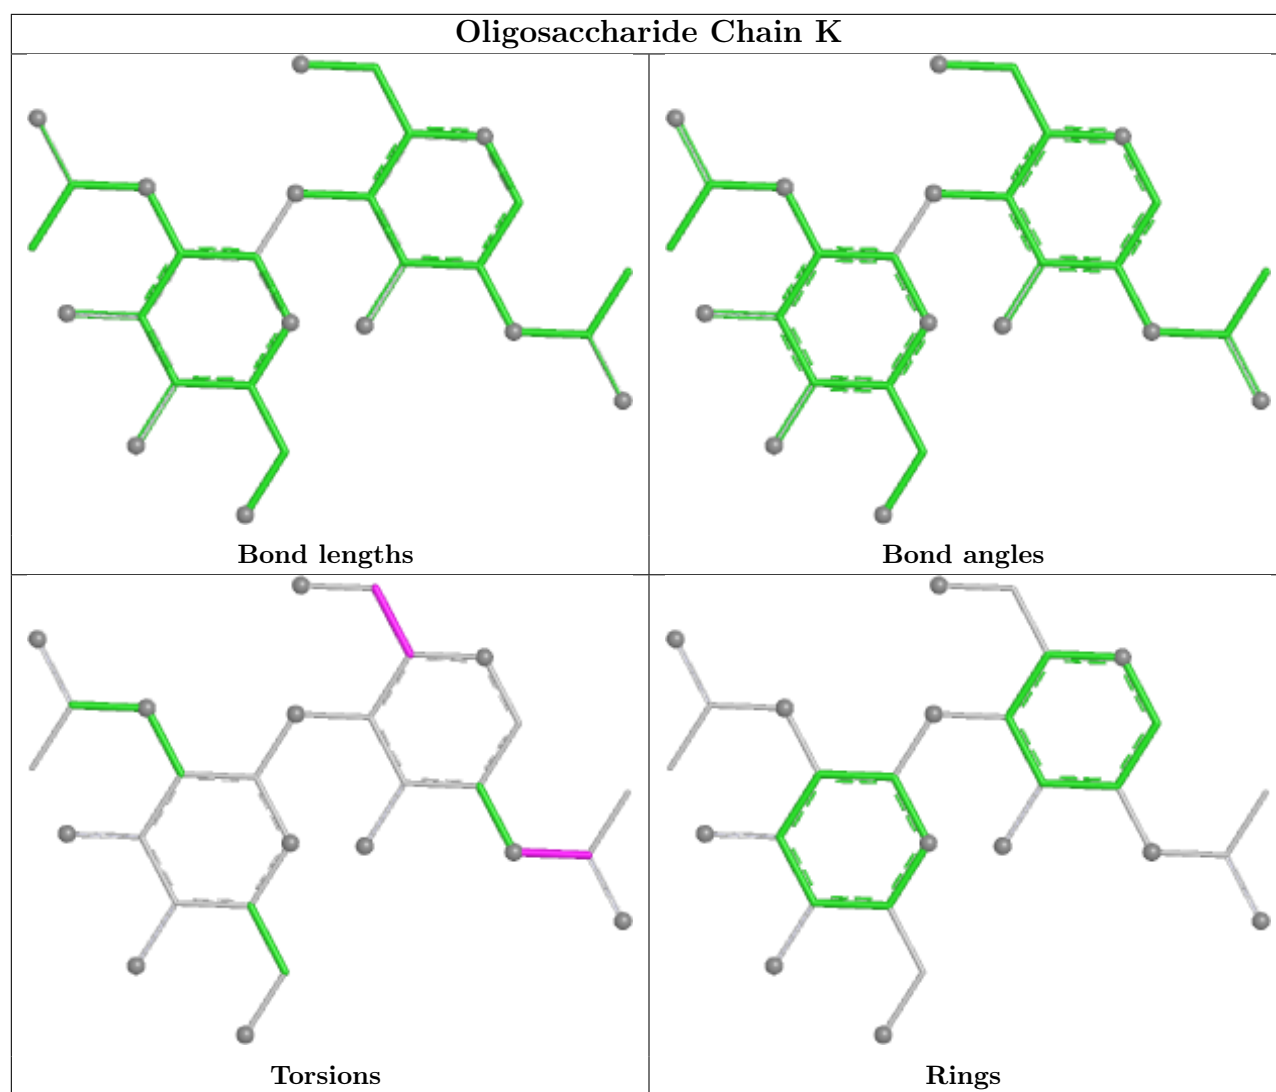 Oligosaccharide Chain K
Bond lengths
Bond angles
Torsions
Rings